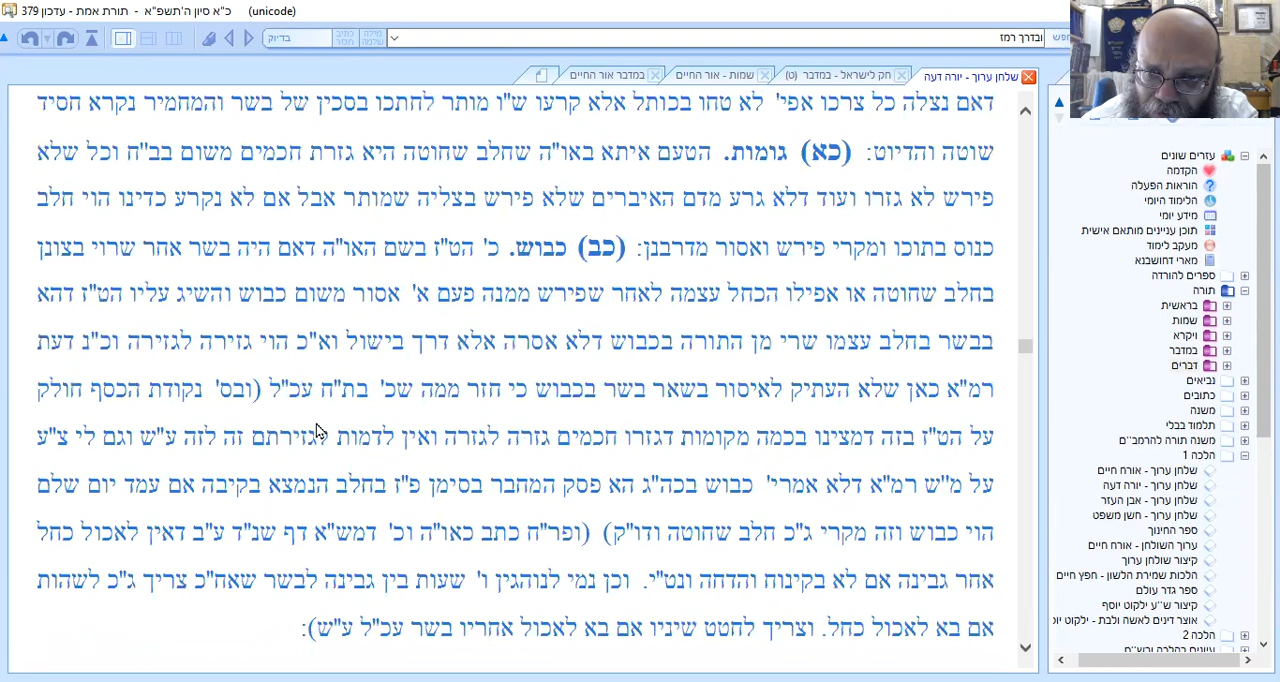 כ"א סיון ה'תשפ"א - תורת אמת - עדכון 379 (unicode)
בדיוק
ובדרך רמז
חפש
שלחן ערוך - יורה דעה
חק לישראל - במדבר (ט)
שמות - אור החיים
במדבר אור החיים
דאם נצלה כל צרכו אפי' לא טחו בכותל אלא קרעו ש"ו מותר לחתכו בסכין של בשר והמחמיר נקרא חסיד
שוטה והדיוט: (כא) גומות. הטעם איתא באו"ה שחלב שחוטה היא גזרת חכמים משום בב"ח וכל שלא
פירש לא גזרו ועוד דלא גרע מדם האיברים שלא פירש בצליה שמותר אבל אם לא נקרע כדינו הוי חלב
כנוס בתוכו ומקרי פירש ואסור מדרבנן: (כב) כבוש. כ' הט"ז בשם האו"ה דאם היה בשר אחר שרוי בצונן
בחלב שחוטה או אפילו הכחל עצמה לאחר שפירש ממנה פעם א' אסור משום כבוש והשיג עליו הט"ז דהא
בבשר בחלב עצמו שרי מן התורה בכבוש דלא אסרה אלא דרך בישול וא"כ הוי גזירה לגזירה וכ"נ דעת
רמ"א כאן שלא העתיק לאיסור בשאר בשר בכבוש כי חזר ממה שכ' בת"ח עכ"ל (ובס' נקודת הכסף חולק
על הט"ז בזה דמצינו בכמה מקומות דגזרו חכמים גזרה לגזרה ואין לדמות לגזירתם זה לזה ע"ש וגם לי צ"ע
על מ"ש רמ"א דלא אמרי' כבוש בכה"ג הא פסק המחבר בסימן פ"ז בחלב הנמצא בקיבה אם עמד יום שלם
הוי כבוש וזה מקרי ג"כ חלב שחוטה ודו"ק) (ופר"ח כתב כאו"ה וכ' דמש"א דף שנ"ד ע"ב דאין לאכול כחל
אחר גבינה אם לא בקינוח והדחה ונט"י. וכן נמי לנוהגין ו' שעות בין גבינה לבשר שאח"כ צריך ג"כ לשהות
אם בא לאכול כחל. וצריך לחטט שיניו אם בא לאכול אחריו בשר עכ"ל ע"ש):
עזרים שונים
הקדמה
הוראות הפעלה
הלימוד היומי
מידע יומי
תוכן עניינים מותאם אישית
מעקב לימוד
מארי דחושבנא
ספרים להורדה
תורה
בראשית
שמות
ויקרא
במדבר
דברים
נביאים
כתובים
משנה
תלמוד בבלי
משנה תורה להרמב"ם
הלכה 1
שלחן ערוך - אורח חיים
שלחן ערוך - יורה דעה
שלחן ערוך - אבן העזר
שלחן ערוך - חשן משפט
ספר החינוך
ערוך השולחן - אורח חיים
קיצור שולחן ערוך
הלכות שמירת הלשון - חפץ חיים
ספר גדר עולם
קיצור ש"ע ילקוט יוסף
אוצר דינים לאשה ולבת - ילקוט יו
הלכה 2